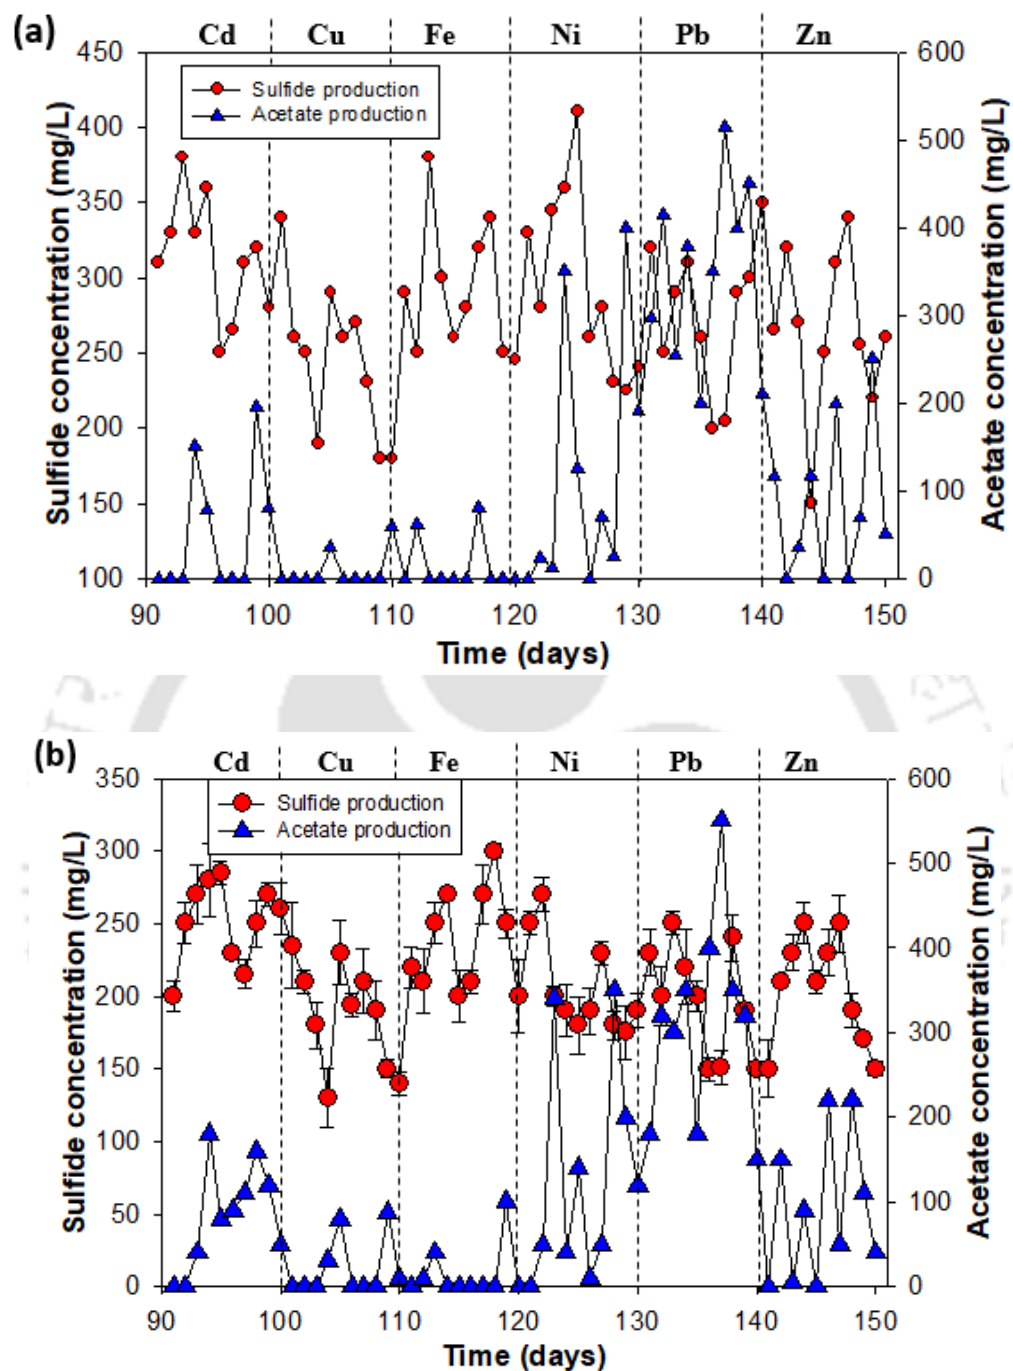 (a)
Cd Cu Fe Ni Pb Zn
450 600
Sulfide production
Acetate production
400 500
350 400
300 300
250
200 200
150 100
100 0
Sulfide concentration (mg/L)
Acetate concentration (mg/L)
90 100 110 120 130 140 150
Time (days)
(b)
Cd Cu Fe Ni Pb Zn
350 600
Sulfide production
Acetate production
300 500
250 400
200 300
150
100 200
50 100
0 0
Sulfide concentration (mg/L)
Acetate concentration (mg/L)
90 100 110 120 130 140 150
Time (days)